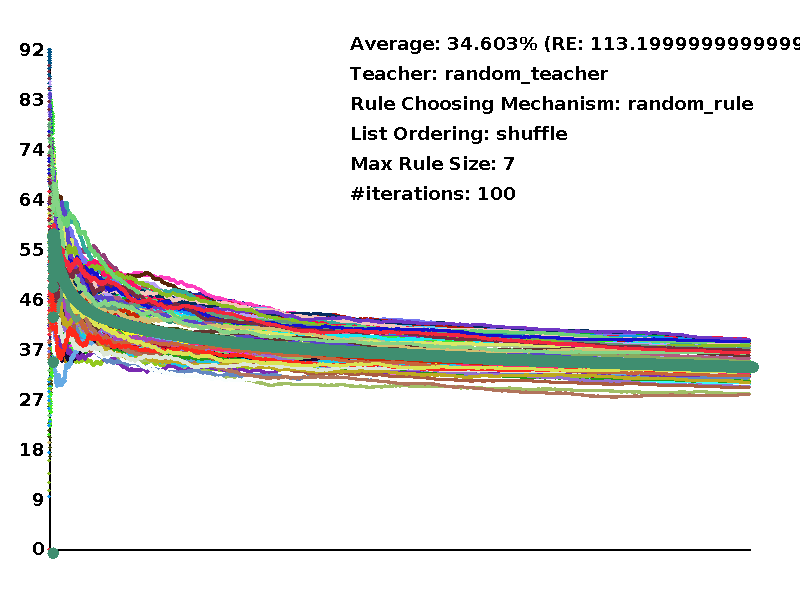 Average: 34.603% (RE: 113.1999999999999
Teacher: random_teacher
Rule Choosing Mechanism: random_rule
List Ordering: shuffle
Max Rule Size: 7
#iterations: 100
92
83
74
64
55
46
37
27
18
9
0